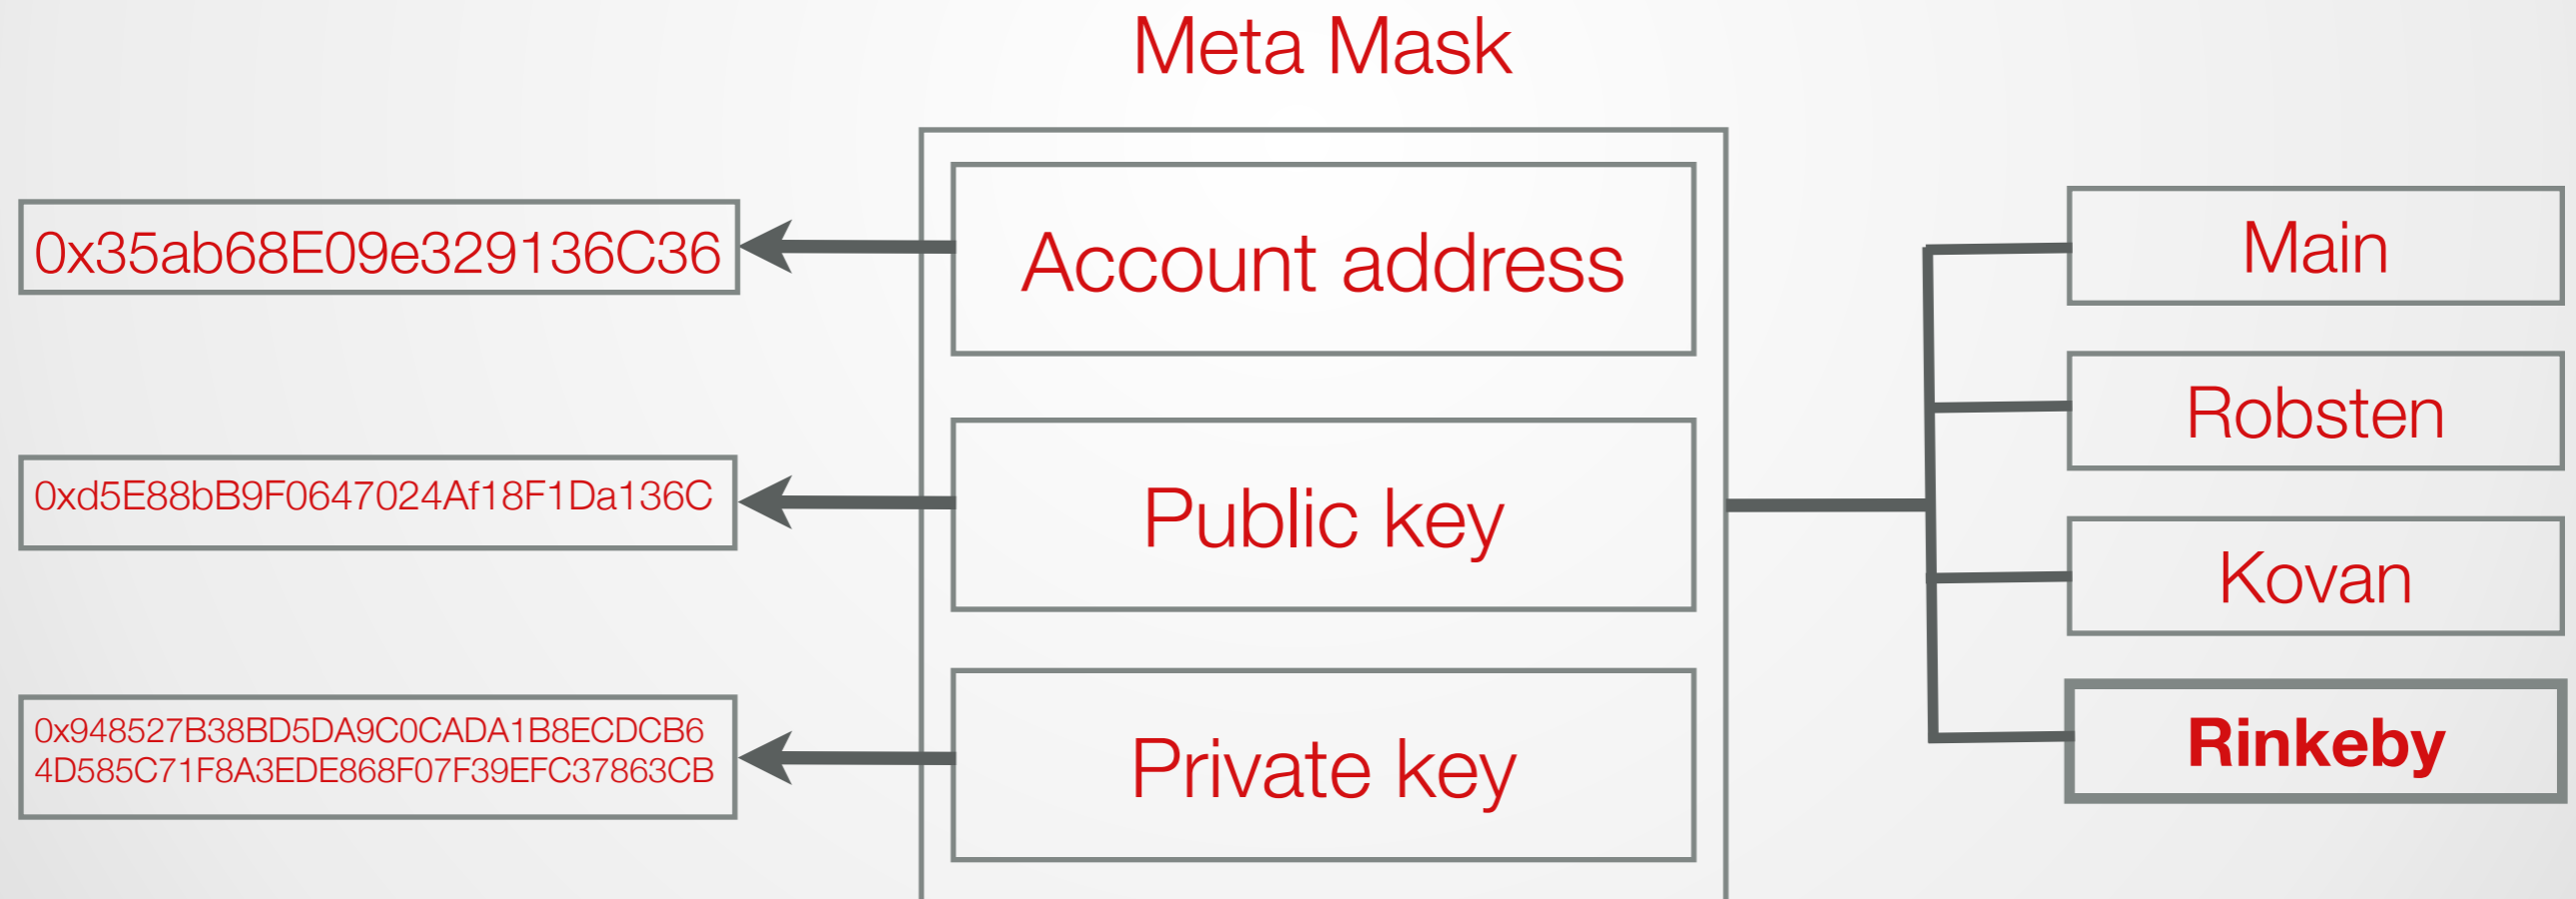 Meta Mask
0x35ab68E09e329136C36
Account address
Main
Robsten
0xd5E88bB9F0647024Af18F1Da136C
Public key
Kovan
0x948527B38BD5DA9C0CADA1B8ECDCB6
4D585C71F8A3EDE868F07F39EFC37863CB
Private key
Rinkeby